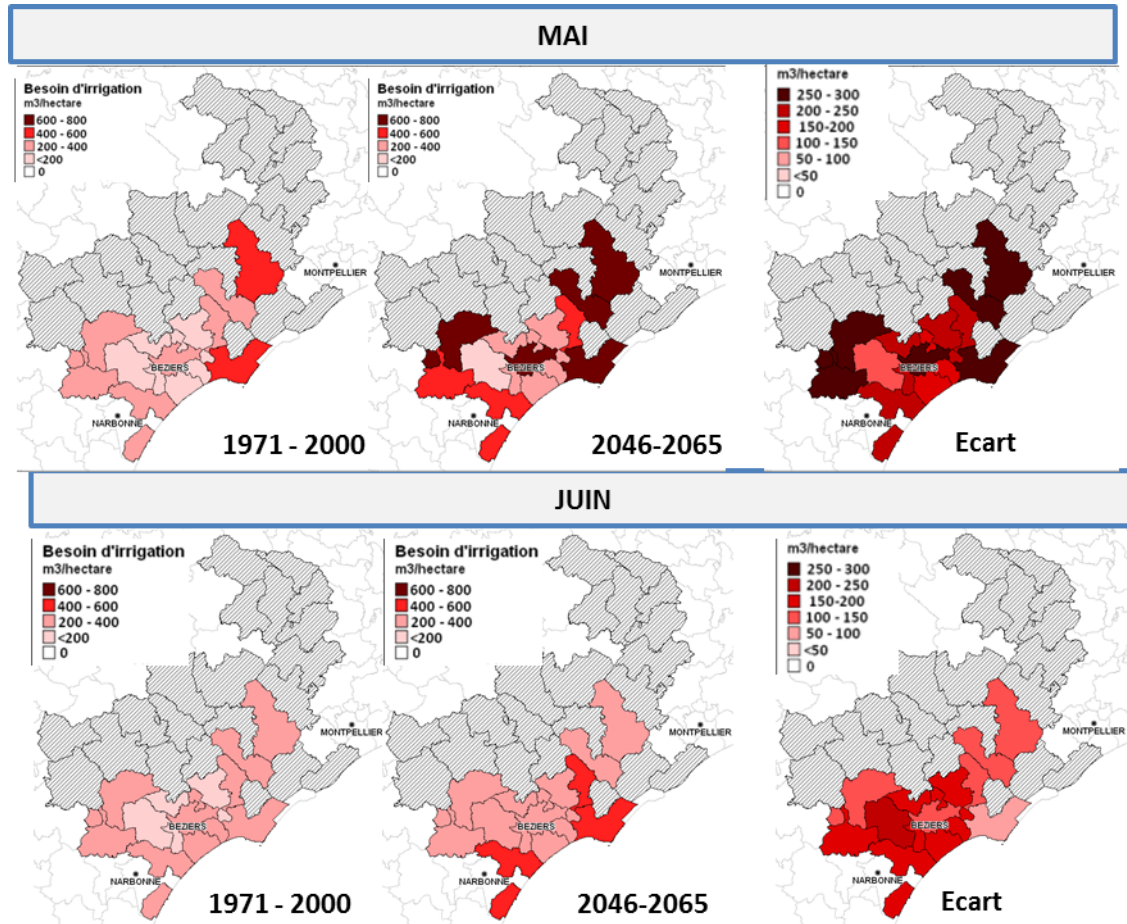 MAI
Besoin d'irrigation
m3/hectare
600 - 800
400 - 600
200 - 400
<200
0
MONTPELLIER
BEZIERS
NARBONNE
1971 - 2000
Besoin d'irrigation
m3/hectare
600 - 800
400 - 600
200 - 400
<200
0
MONTPELLIER
BEZIERS
NARBONNE
2046-2065
m3/hectare
250 - 300
200 - 250
150-200
100 - 150
50 - 100
<50
0
MONTPELLIER
BEZIERS
NARBONNE
Ecart
JUIN
Besoin d'irrigation
m3/hectare
600 - 800
400 - 600
200 - 400
<200
0
MONTPELLIER
BEZIERS
NARBONNE
1971 - 2000
Besoin d'irrigation
m3/hectare
600 - 800
400 - 600
200 - 400
<200
0
MONTPELLIER
BEZIERS
NARBONNE
2046-2065
m3/hectare
250 - 300
200 - 250
150-200
100 - 150
50 - 100
<50
0
MONTPELLIER
BEZIERS
NARBONNE
Ecart